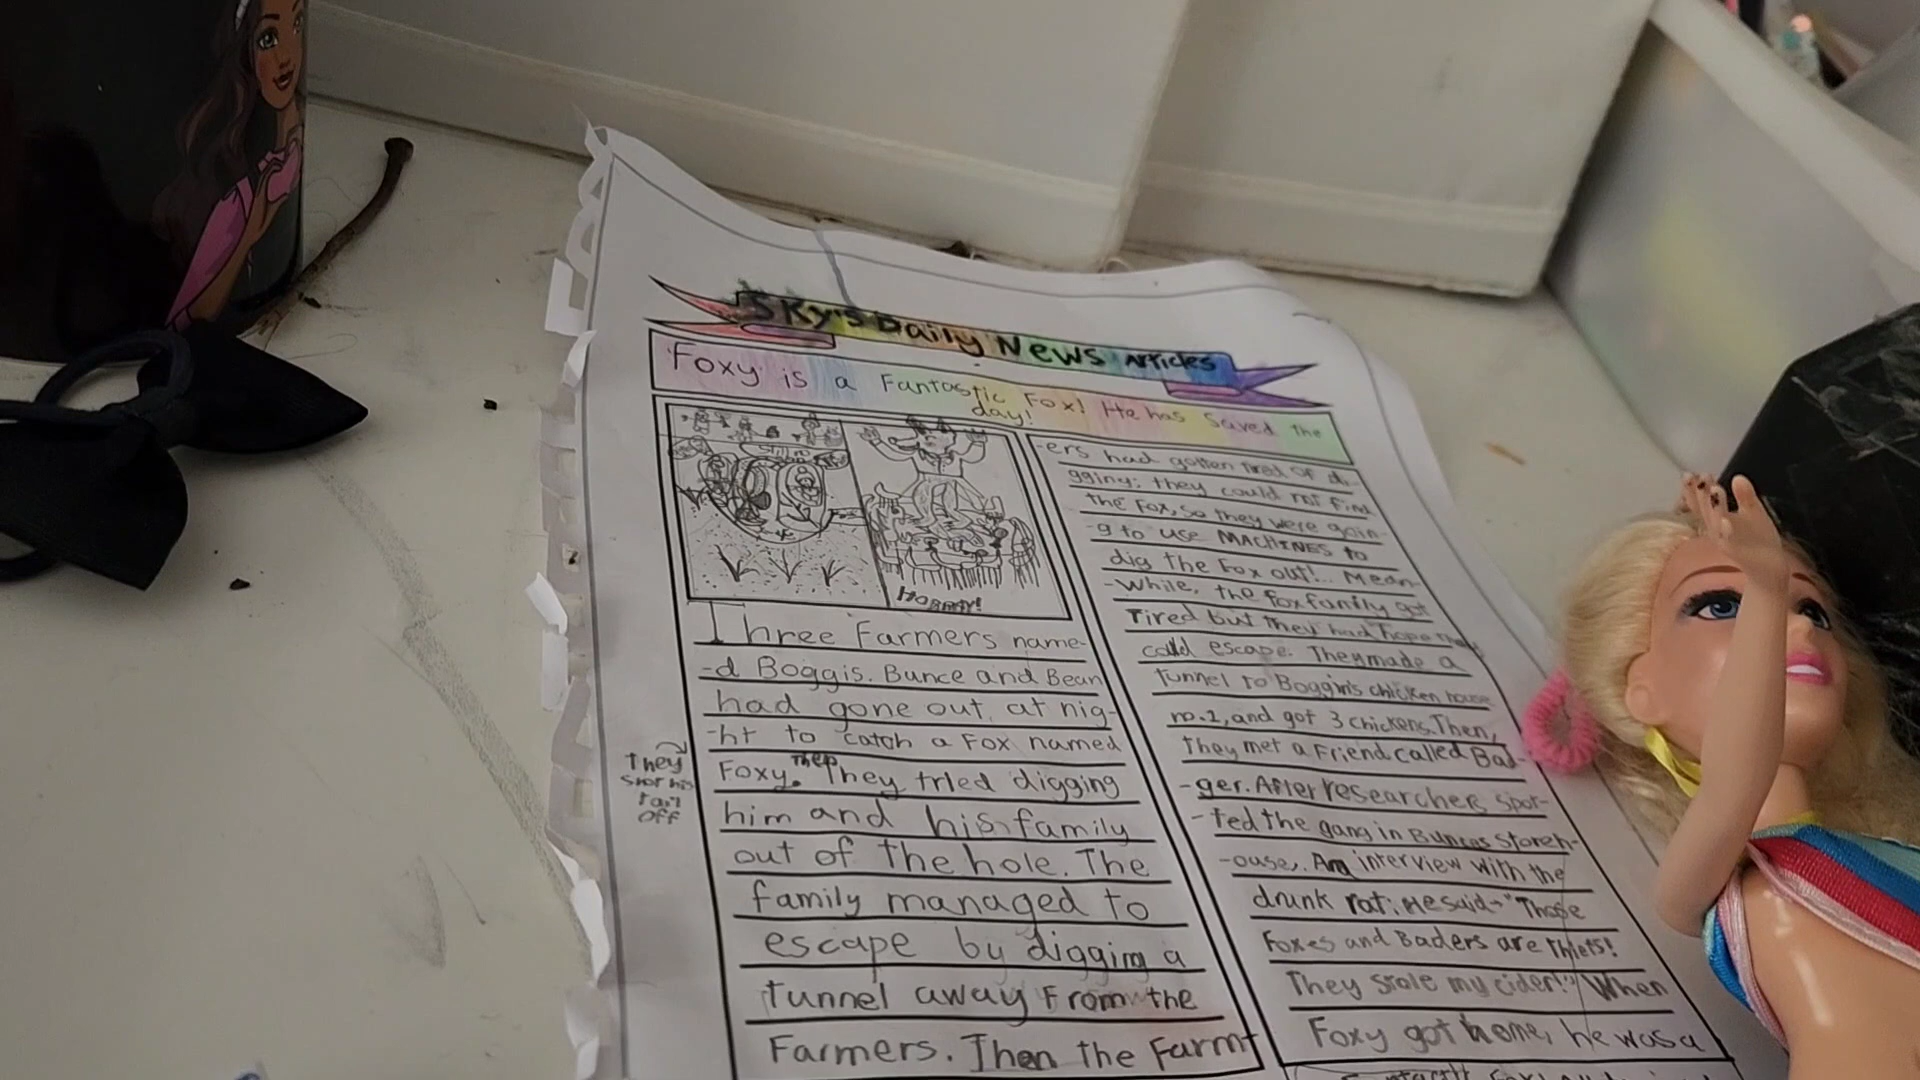 SKy's Daily News Articles
Foxy is a Fantastic Fox! He has saved the
day!
HORRAY!
Three Farmers name-
-d Boggis. Bunce and Bean
had gone out at nig-
-ht to catch a Fox named
Foxy. Then They tried digging
him and his family
out of the hole. The
family managed to
escape by digging a
tunnel away From the
Farmers. Then the Farm
They
shot his
tail
off
-ers had gotten tired of di-
gging; they could not find
the Fox, so they were goin-
-g to use MACHINES to
dig the Fox out!... Mean-
-while, the fox family got
Tired but they had hope they
could escape. They made a
tunnel to Boggin's chicken house
no.1, and got 3 chickens. Then,
they met a Friend called Bad-
-ger. After researchers spot-
-ted the gang in Bunces Storeh-
-ouse,. An interview with the
drunk rat: He said- "Those
Foxes and Baders are thiefs!
They stole my cider!" When
Foxy got home, he was a